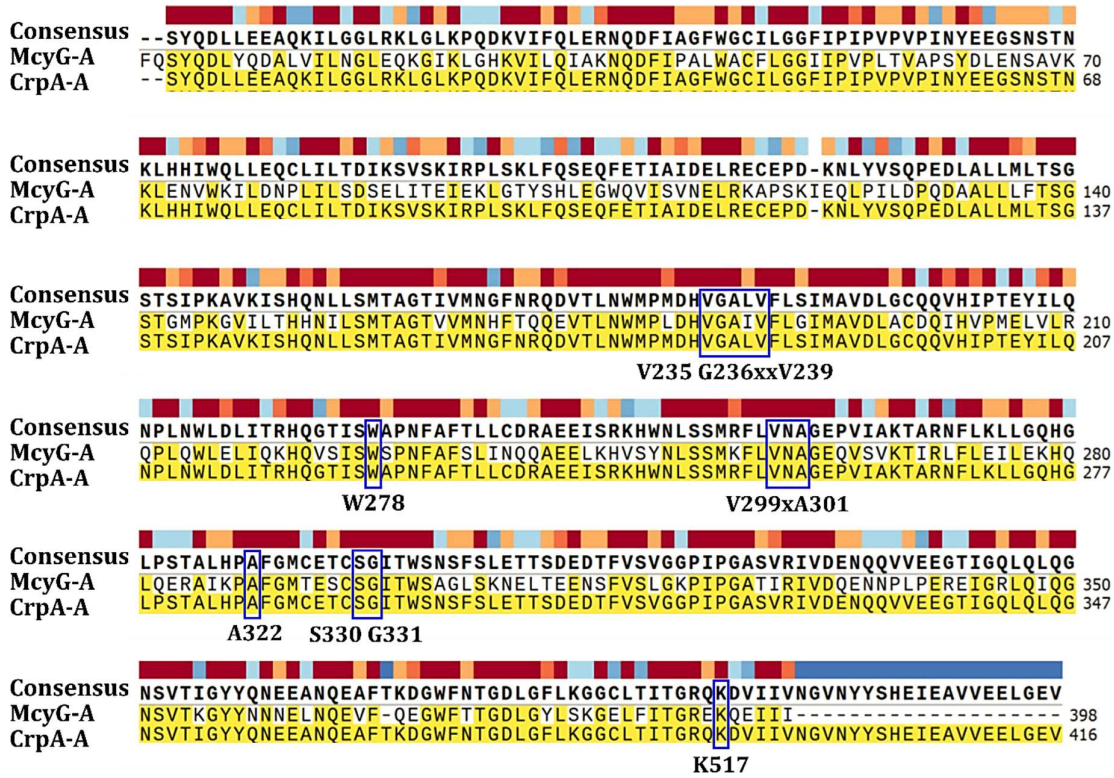 Consensus --SYQDLLEEAQKILGGLRKLGLKPQDKVIFQLERNQDFIAGFWGCILGGFIPIPVPVPINYEEGSNSTN
McyG-A FQSYQDLYQDALVILNGLEQKGIKLGHKVILQIAKNQDFIPALWACFLGGIIPVPLTVAPSYDLENSAVK 70
CrpA-A --SYQDLLEEAQKILGGLRKLGLKPQDKVIFQLERNQDFIAGFWGCILGGFIPIPVPVPINYEEGSNSTN 68
Consensus KLHHIWQLLEQCLILTDIKSVSKIRPLSKLFQSEQFETIAIDELRECEPD-KNLYVSQPEDLALLMLTSG
McyG-A KLENVWKILDNPLILSDSELITEIEKLGTYSHLEGWQVISVNELRKAPSKIEQLPILDPQDAALLLFTSG 140
CrpA-A KLHHIWQLLEQCLILTDIKSVSKIRPLSKLFQSEQFETIAIDELRECEPD-KNLYVSQPEDLALLMLTSG 137
Consensus STSIPKAVKISHQNLLSMTAGTIVMNGFNRQDVTLNWMPMDHVGALVFLSIMAVDLGCQQVHIPTEYILQ
McyG-A STGMPKGVILTHHNILSMTAGTVVMNHFTQQEVTLNWMPLDHVGAIVFLGIMAVDLACDQIHVPMELVLR 210
CrpA-A STSIPKAVKISHQNLLSMTAGTIVMNGFNRQDVTLNWMPMDHVGALVFLSIMAVDLGCQQVHIPTEYILQ 207
V235 G236xxV239
Consensus NPLNWLDLITRHQGTISWAPNFAFTLLCDRAEEISRKHWNLSSMRFLVNAGEPVIAKTARNFLKLLGQHG
McyG-A QPLQWLELIQKHQVSISWSPNFAFSLINQQAEELKHVSYNLSSMKFLVNAGEQVSVKTIRLFLEILEKHQ 280
CrpA-A NPLNWLDLITRHQGTISWAPNFAFTLLCDRAEEISRKHWNLSSMRFLVNAGEPVIAKTARNFLKLLGQHG 277
W278 V299xA301
Consensus LPSTALHPAFGMCETCSGITWSNSFSLETTSDEDTFVSVGGPIPGASVRIVDENQQVVEEGTIGQLQLQG
McyG-A LQERAIKPAFGMTESCSGITWSAGLSKNELTEENSFVSLGKPIPGATIRIVDQENNPLPEREIGRLQIQG 350
CrpA-A LPSTALHPAFGMCETCSGITWSNSFSLETTSDEDTFVSVGGPIPGASVRIVDENQQVVEEGTIGQLQLQG 347
A322 S330 G331
Consensus NSVTIGYYQNEEANQEAFTKDGWFNTGDLGFLKGGCLTITGRQKDVIIVNGVNYYSHEIEAVVEELGEV
McyG-A NSVTKGYYNNNELNQEVF-QEGWFTTGDLGYLSKGELFITGREKQEIII-------------------- 398
CrpA-A NSVTIGYYQNEEANQEAFTKDGWFNTGDLGFLKGGCLTITGRQKDVIIVNGVNYYSHEIEAVVEELGEV 416
K517